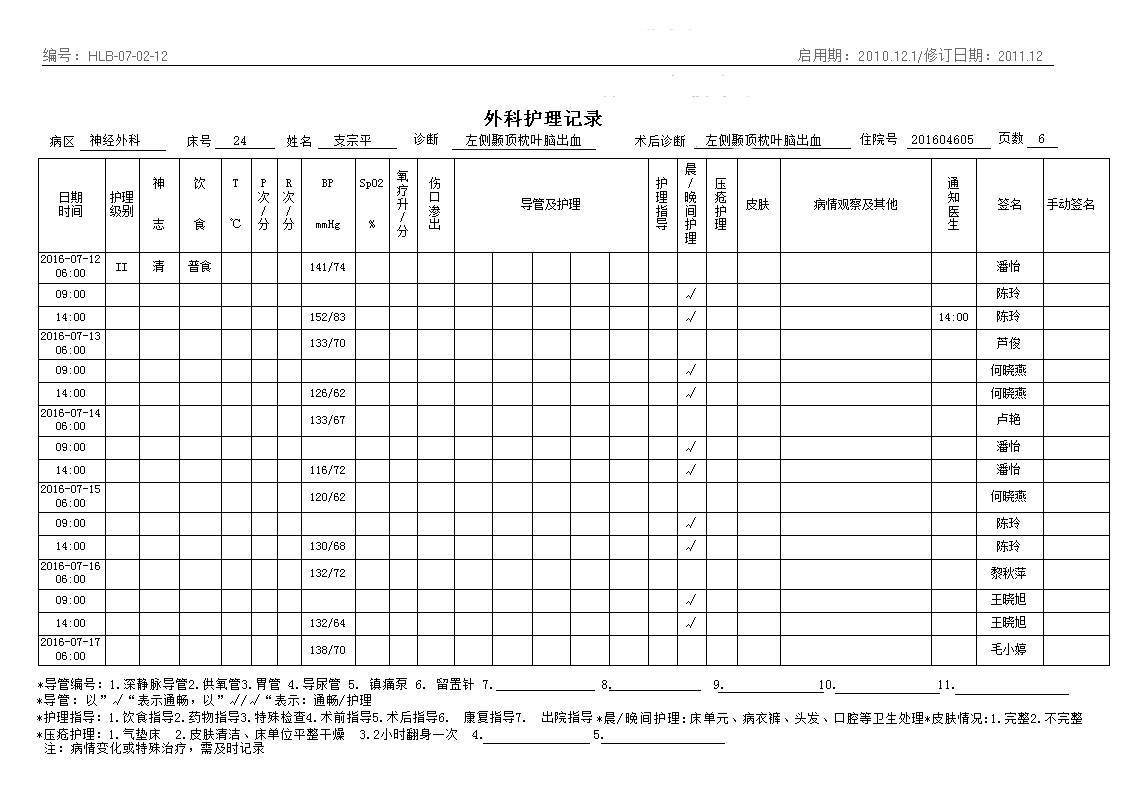 编号：HLB-07-02-12 启用期：2010.12.1/修订日期：2011.12
外科护理记录
病区 神经外科 床号 24 姓名 支宗平 诊断 左侧颞顶枕叶脑出血 术后诊断 左侧颞顶枕叶脑出血 住院号 201604605 页数 6
日期时间 护理级别 神志 饮食 T ℃ P次/分 R次/分 BP mmHg SpO2 % 氧疗升/分 伤口渗出 导管及护理 护理指导 晨/晚间护理 压疮护理 皮肤 病情观察及其他 通知医生 签名 手动签名
2016-07-12 06:00 II 清 普食 141/74 潘怡
09:00 √ 陈玲
14:00 152/83 √ 14:00 陈玲
2016-07-13 06:00 133/70 芦俊
09:00 √ 何晓燕
14:00 126/62 √ 何晓燕
2016-07-14 06:00 133/67 卢艳
09:00 √ 潘怡
14:00 116/72 √ 潘怡
2016-07-15 06:00 120/62 何晓燕
09:00 √ 陈玲
14:00 130/68 √ 陈玲
2016-07-16 06:00 132/72 黎秋萍
09:00 √ 王晓旭
14:00 132/64 √ 王晓旭
2016-07-17 06:00 138/70 毛小婷
*导管编号：1.深静脉导管2.供氧管3.胃管 4.导尿管 5. 镇痛泵 6. 留置针 7. 8. 9. 10. 11.
*导管：以”√“表示通畅，以”√/√“表示：通畅/护理
*护理指导：1.饮食指导2.药物指导3.特殊检查4.术前指导5.术后指导6. 康复指导7. 出院指导 *晨/晚间护理：床单元、病衣裤、头发、口腔等卫生处理*皮肤情况：1.完整2.不完整
*压疮护理：1.气垫床 2.皮肤清洁、床单位平整干燥 3.2小时翻身一次 4. 5.
注：病情变化或特殊治疗，需及时记录